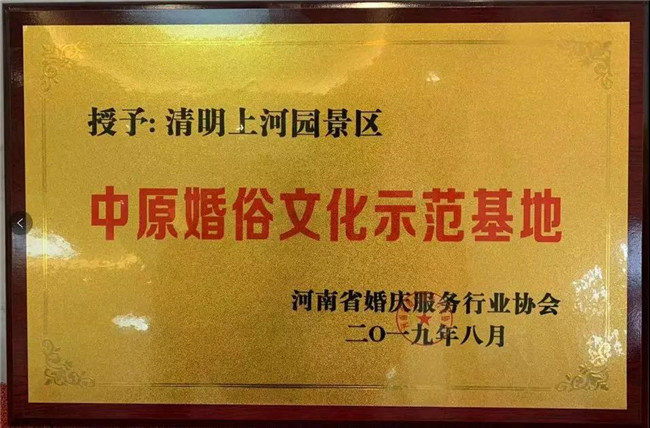 授予: 清明上河园景区
中原婚俗文化示范基地
河南省婚庆服务行业协会
二〇一九年八月